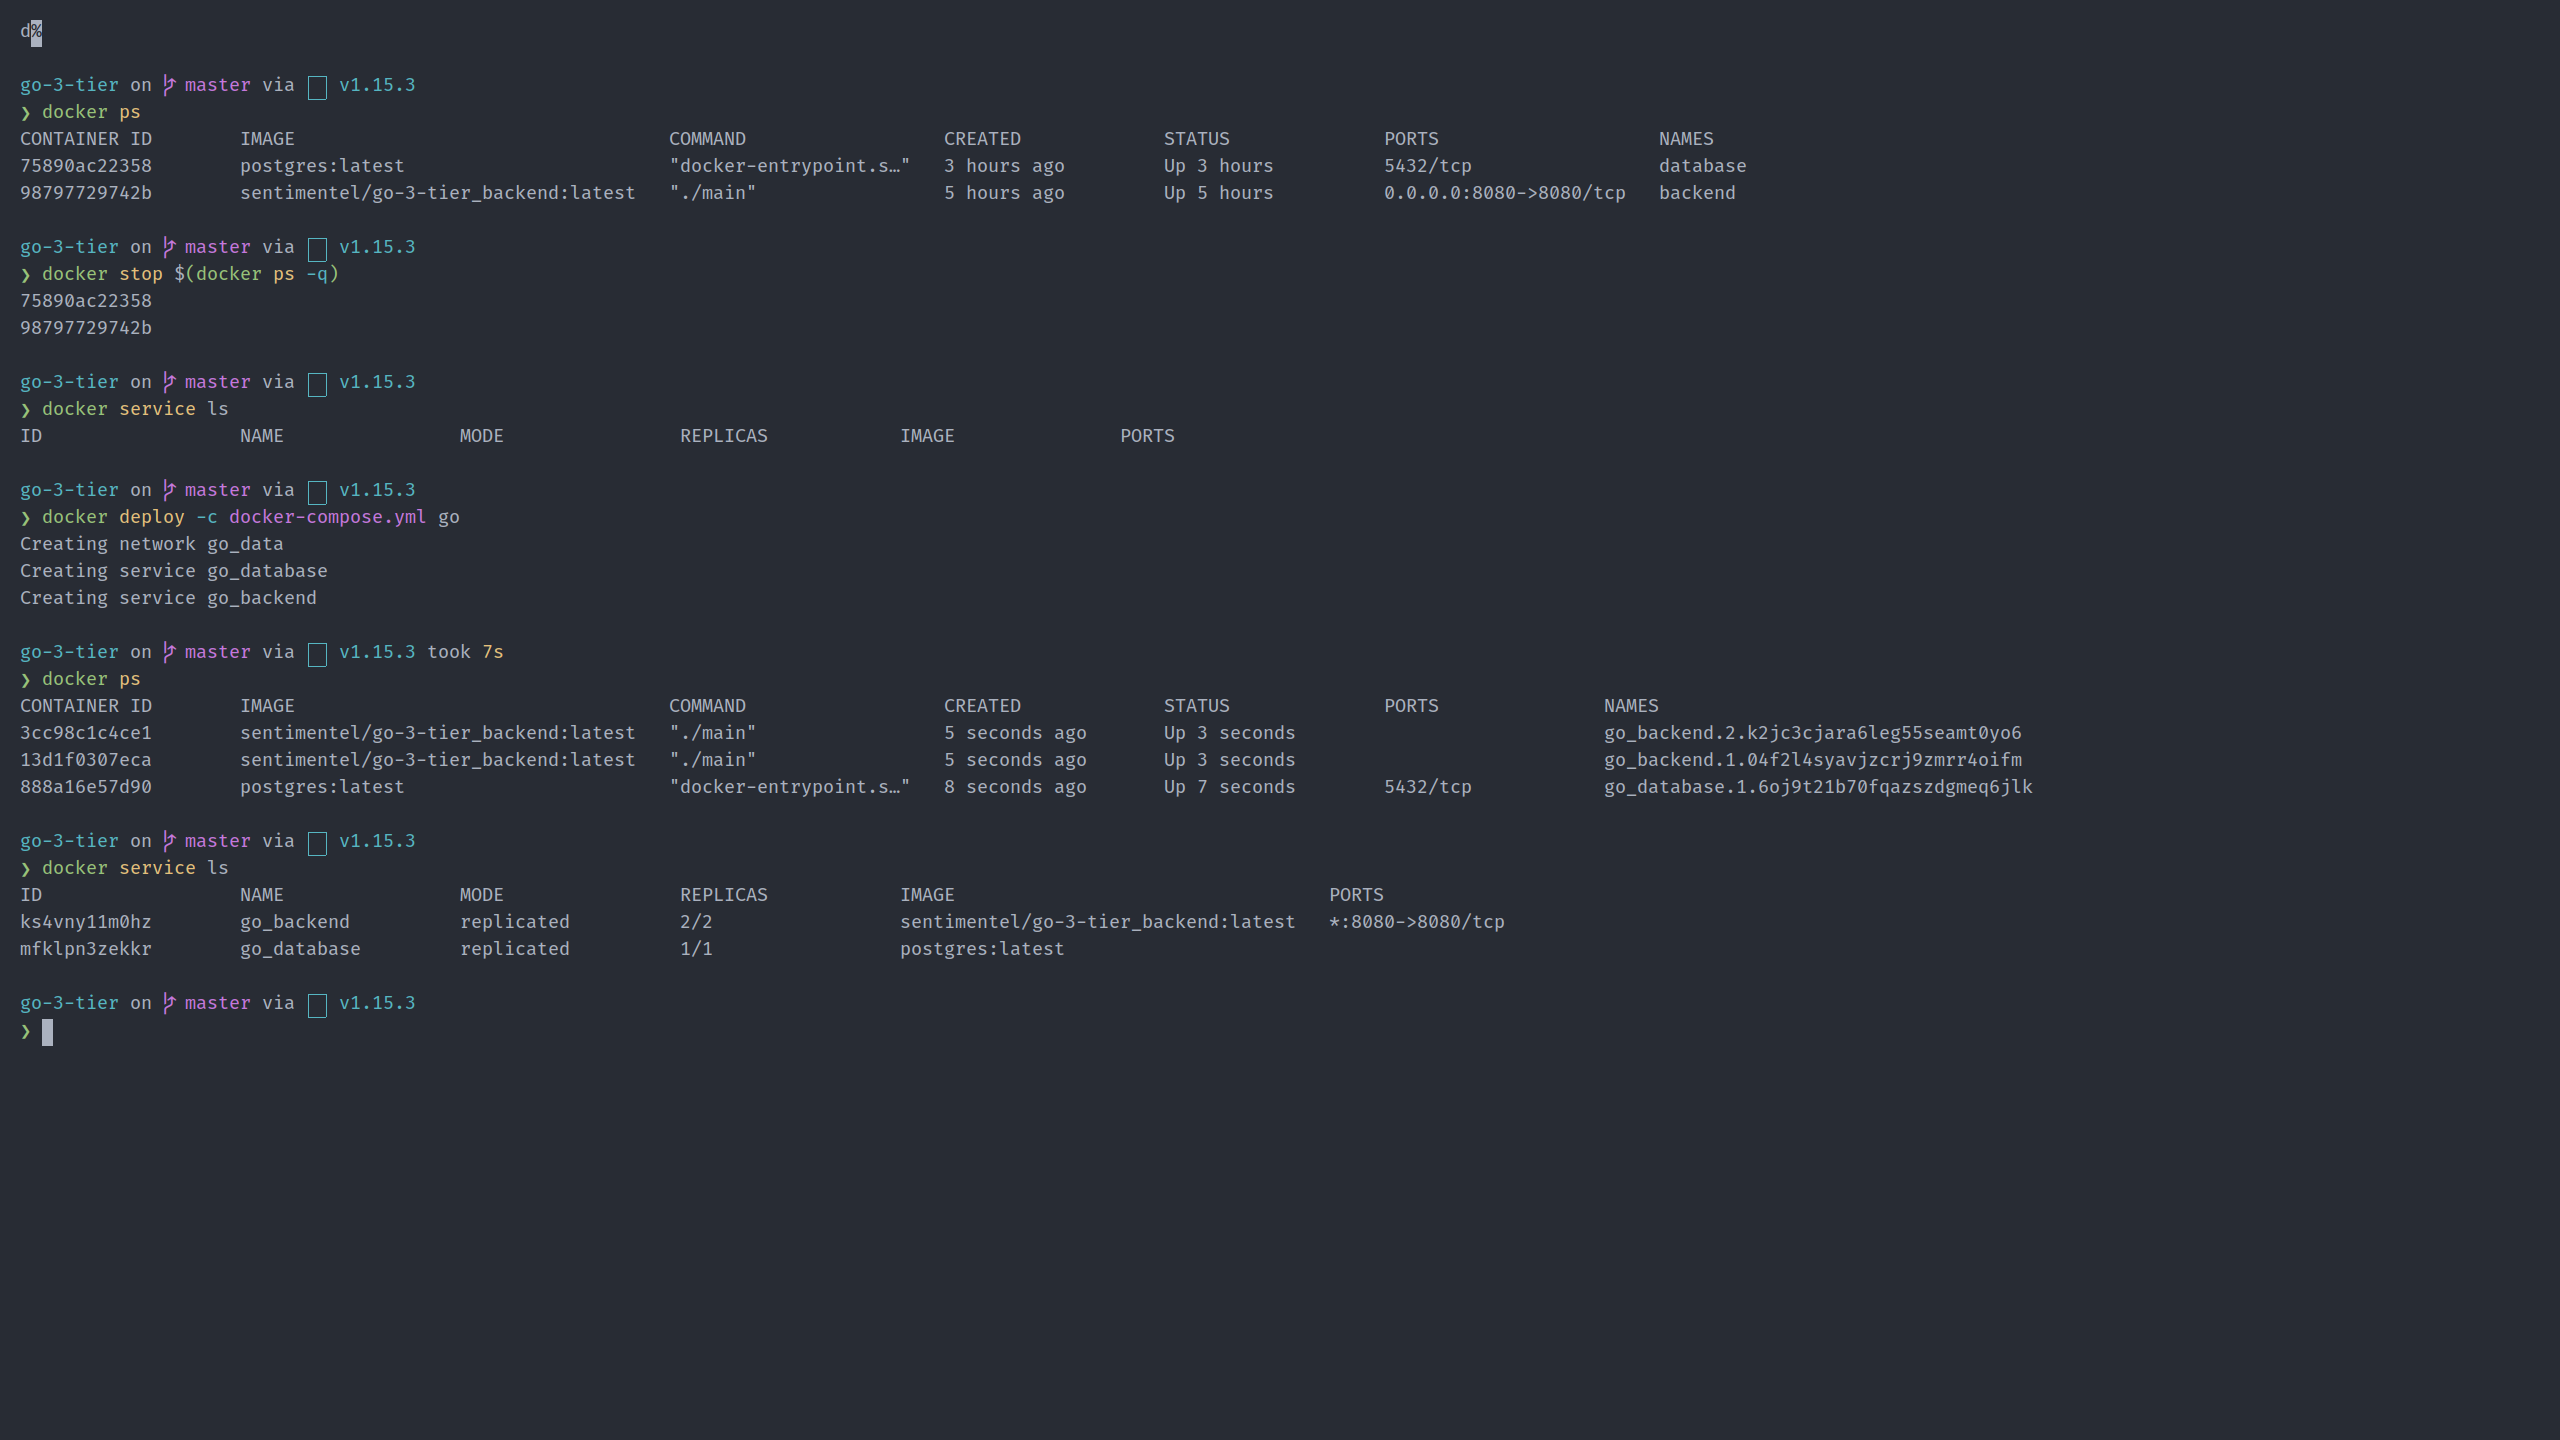 d%
go-3-tier on master via v1.15.3
❯ docker ps
CONTAINER ID IMAGE COMMAND CREATED STATUS PORTS NAMES
75890ac22358 postgres:latest "docker-entrypoint.s…" 3 hours ago Up 3 hours 5432/tcp database
98797729742b sentimentel/go-3-tier_backend:latest "./main" 5 hours ago Up 5 hours 0.0.0.0:8080->8080/tcp backend
go-3-tier on master via v1.15.3
❯ docker stop $(docker ps -q)
75890ac22358
98797729742b
go-3-tier on master via v1.15.3
❯ docker service ls
ID NAME MODE REPLICAS IMAGE PORTS
go-3-tier on master via v1.15.3
❯ docker deploy -c docker-compose.yml go
Creating network go_data
Creating service go_database
Creating service go_backend
go-3-tier on master via v1.15.3 took 7s
❯ docker ps
CONTAINER ID IMAGE COMMAND CREATED STATUS PORTS NAMES
3cc98c1c4ce1 sentimentel/go-3-tier_backend:latest "./main" 5 seconds ago Up 3 seconds go_backend.2.k2jc3cjara6leg55seamt0yo6
13d1f0307eca sentimentel/go-3-tier_backend:latest "./main" 5 seconds ago Up 3 seconds go_backend.1.04f2l4syavjzcrj9zmrr4oifm
888a16e57d90 postgres:latest "docker-entrypoint.s…" 8 seconds ago Up 7 seconds 5432/tcp go_database.1.6oj9t21b70fqazszdgmeq6jlk
go-3-tier on master via v1.15.3
❯ docker service ls
ID NAME MODE REPLICAS IMAGE PORTS
ks4vny11m0hz go_backend replicated 2/2 sentimentel/go-3-tier_backend:latest *:8080->8080/tcp
mfklpn3zekkr go_database replicated 1/1 postgres:latest
go-3-tier on master via v1.15.3
❯